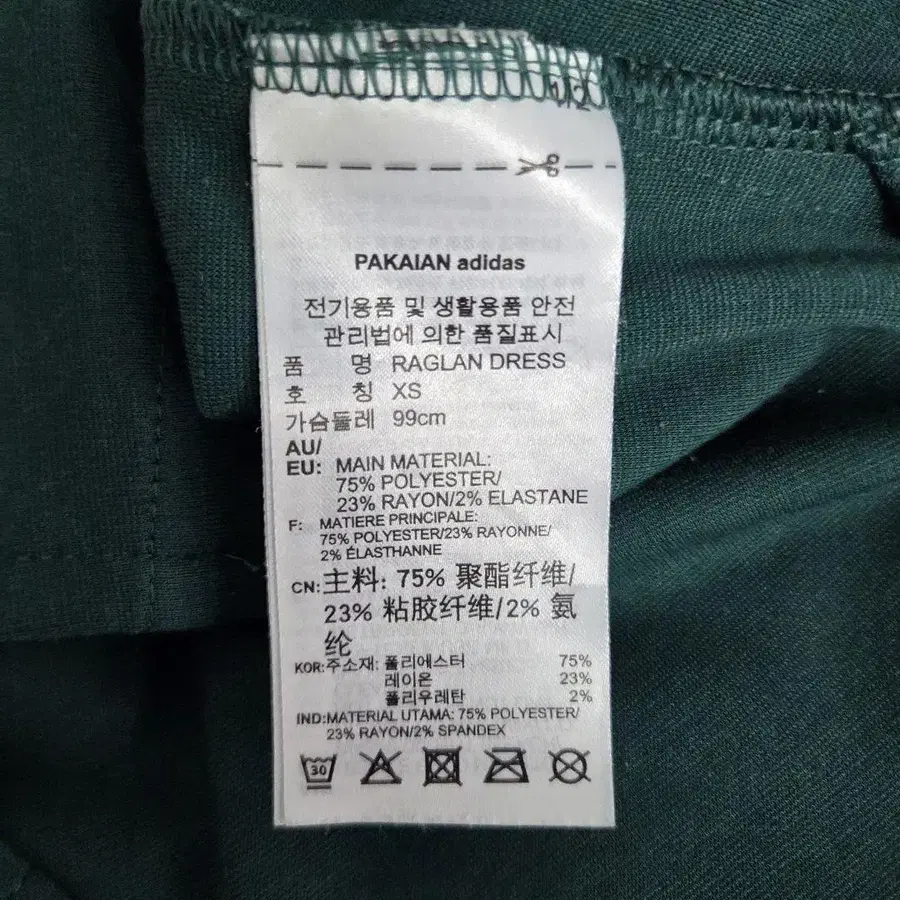 1/2
PAKAIAN adidas
전기용품 및 생활용품 안전
관리법에 의한 품질표시
품 명 RAGLAN DRESS
호 칭 XS
가슴둘레 99cm
AU/
EU: MAIN MATERIAL:
75% POLYESTER/
23% RAYON/2% ELASTANE
F: MATIERE PRINCIPALE:
75% POLYESTER/23% RAYONNE/
2% ÉLASTHANNE
CN: 主料: 75% 聚酯纤维/
23% 粘胶纤维/2% 氨
纶
KOR:주소재: 폴리에스터 75%
레이온 23%
폴리우레탄 2%
IND:MATERIAL UTAMA: 75% POLYESTER/
23% RAYON/2% SPANDEX
30